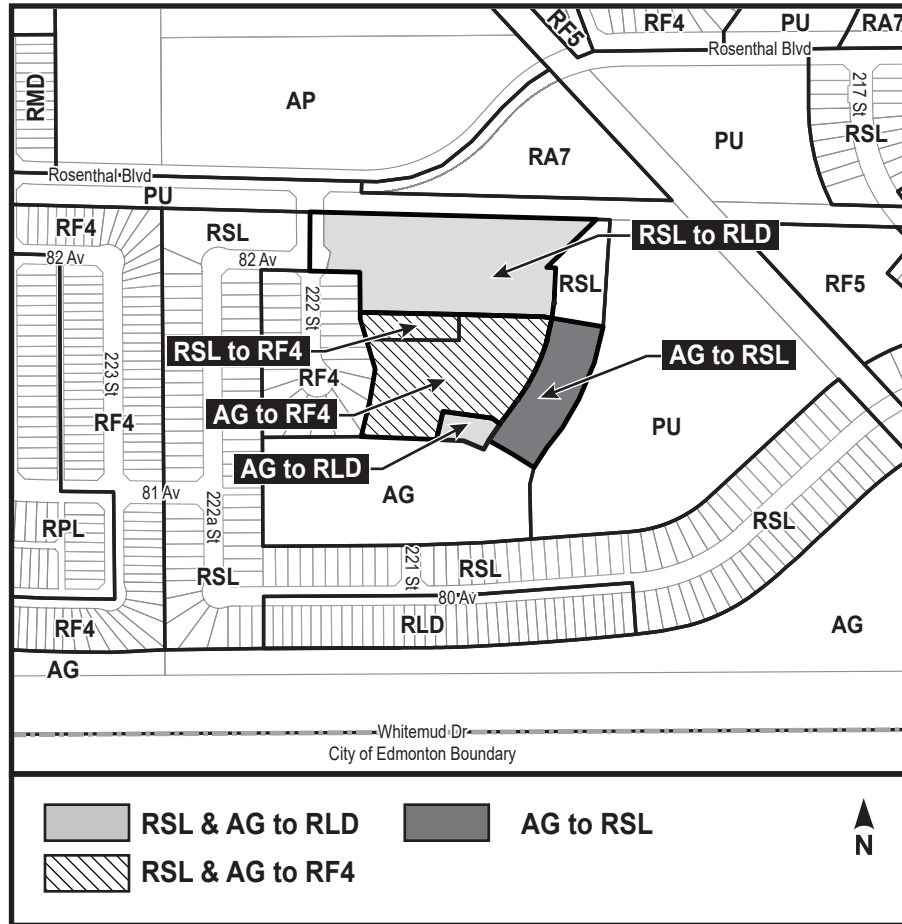 RF5
RF4
PU
RA7
Rosenthal Blvd
RMD
AP
217 St
RSL
PU
RA7
Rosenthal Blvd
PU
RF4
RSL
82 Av
82 Av
RSL to RLD
RSL
RF5
222 St
RSL to RF4
AG to RSL
223 St
RF4
RF4
AG to RF4
PU
AG to RLD
81 Av
AG
222a St
RPL
RSL
RSL
221 St
RSL
80 Av
RF4
RLD
AG
AG
Whitemud Dr
City of Edmonton Boundary
RSL & AG to RLD
AG to RSL
RSL & AG to RF4
N